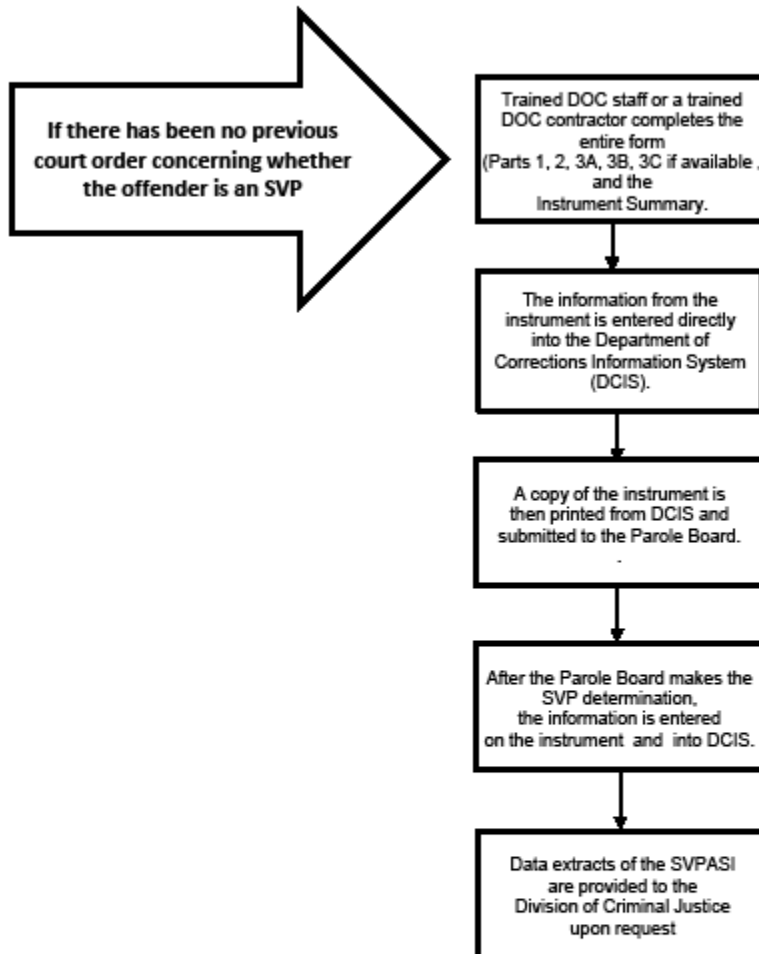 If there has been no previous
court order concerning whether
the offender is an SVP
Trained DOC staff or a trained
DOC contractor completes the
entire form
(Parts 1, 2, 3A, 3B, 3C if available ,
and the
Instrument Summary.
The information from the
instrument is entered directly
into the Department of
Corrections Information System
(DCIS).
A copy of the instrument is
then printed from DCIS and
submitted to the Parole Board.
.
After the Parole Board makes the
SVP determination,
the information is entered
on the instrument and into DCIS.
Data extracts of the SVPASI
are provided to the
Division of Criminal Justice
upon request